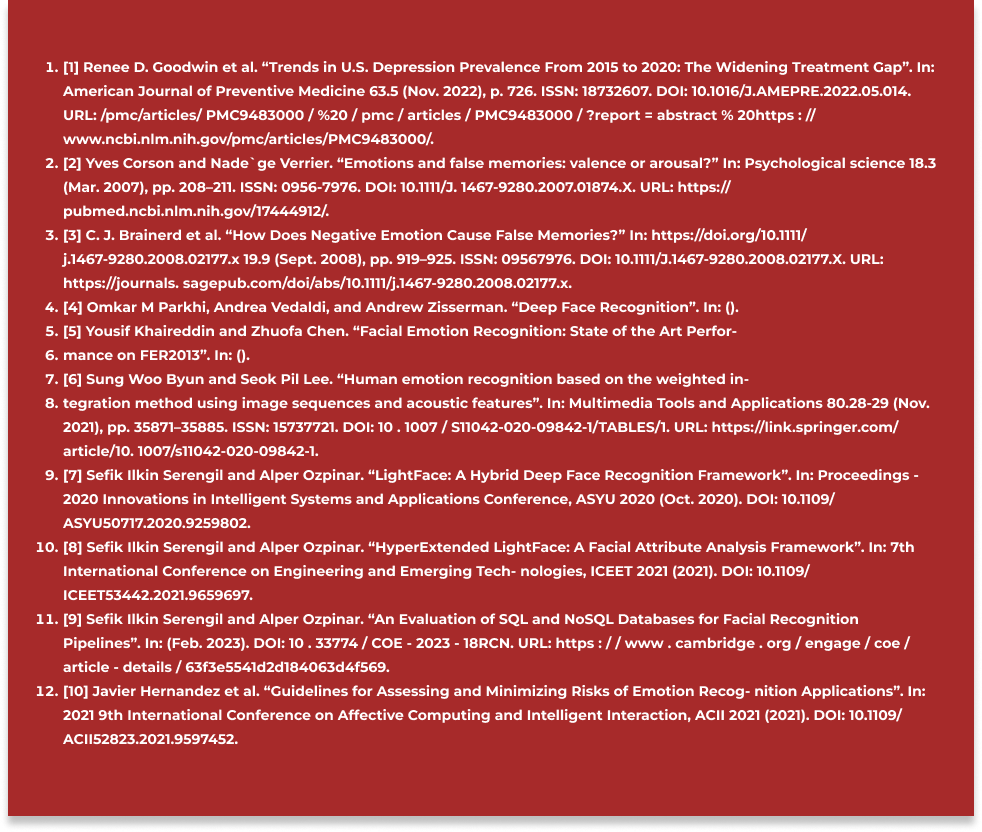 1. [1] Renee D. Goodwin et al. “Trends in U.S. Depression Prevalence From 2015 to 2020: The Widening Treatment Gap”. In:
American Journal of Preventive Medicine 63.5 (Nov. 2022), p. 726. ISSN: 18732607. DOI: 10.1016/J.AMEPRE.2022.05.014.
URL: /pmc/articles/ PMC9483000 / %20 / pmc / articles / PMC9483000 / ?report = abstract % 20https : //
www.ncbi.nlm.nih.gov/pmc/articles/PMC9483000/.
2. [2] Yves Corson and Nade`ge Verrier. “Emotions and false memories: valence or arousal?” In: Psychological science 18.3
(Mar. 2007), pp. 208–211. ISSN: 0956-7976. DOI: 10.1111/J. 1467-9280.2007.01874.X. URL: https://
pubmed.ncbi.nlm.nih.gov/17444912/.
3. [3] C. J. Brainerd et al. “How Does Negative Emotion Cause False Memories?” In: https://doi.org/10.1111/
j.1467-9280.2008.02177.x 19.9 (Sept. 2008), pp. 919–925. ISSN: 09567976. DOI: 10.1111/J.1467-9280.2008.02177.X. URL:
https://journals. sagepub.com/doi/abs/10.1111/j.1467-9280.2008.02177.x.
4. [4] Omkar M Parkhi, Andrea Vedaldi, and Andrew Zisserman. “Deep Face Recognition”. In: ().
5. [5] Yousif Khaireddin and Zhuofa Chen. “Facial Emotion Recognition: State of the Art Perfor-
6. mance on FER2013”. In: ().
7. [6] Sung Woo Byun and Seok Pil Lee. “Human emotion recognition based on the weighted in-
8. tegration method using image sequences and acoustic features”. In: Multimedia Tools and Applications 80.28-29 (Nov.
2021), pp. 35871–35885. ISSN: 15737721. DOI: 10 . 1007 / S11042-020-09842-1/TABLES/1. URL: https://link.springer.com/
article/10. 1007/s11042-020-09842-1.
9. [7] Sefik Ilkin Serengil and Alper Ozpinar. “LightFace: A Hybrid Deep Face Recognition Framework”. In: Proceedings -
2020 Innovations in Intelligent Systems and Applications Conference, ASYU 2020 (Oct. 2020). DOI: 10.1109/
ASYU50717.2020.9259802.
10. [8] Sefik Ilkin Serengil and Alper Ozpinar. “HyperExtended LightFace: A Facial Attribute Analysis Framework”. In: 7th
International Conference on Engineering and Emerging Tech- nologies, ICEET 2021 (2021). DOI: 10.1109/
ICEET53442.2021.9659697.
11. [9] Sefik Ilkin Serengil and Alper Ozpinar. “An Evaluation of SQL and NoSQL Databases for Facial Recognition
Pipelines”. In: (Feb. 2023). DOI: 10 . 33774 / COE - 2023 - 18RCN. URL: https : / / www . cambridge . org / engage / coe /
article - details / 63f3e5541d2d184063d4f569.
12. [10] Javier Hernandez et al. “Guidelines for Assessing and Minimizing Risks of Emotion Recog- nition Applications”. In:
2021 9th International Conference on Affective Computing and Intelligent Interaction, ACII 2021 (2021). DOI: 10.1109/
ACII52823.2021.9597452.